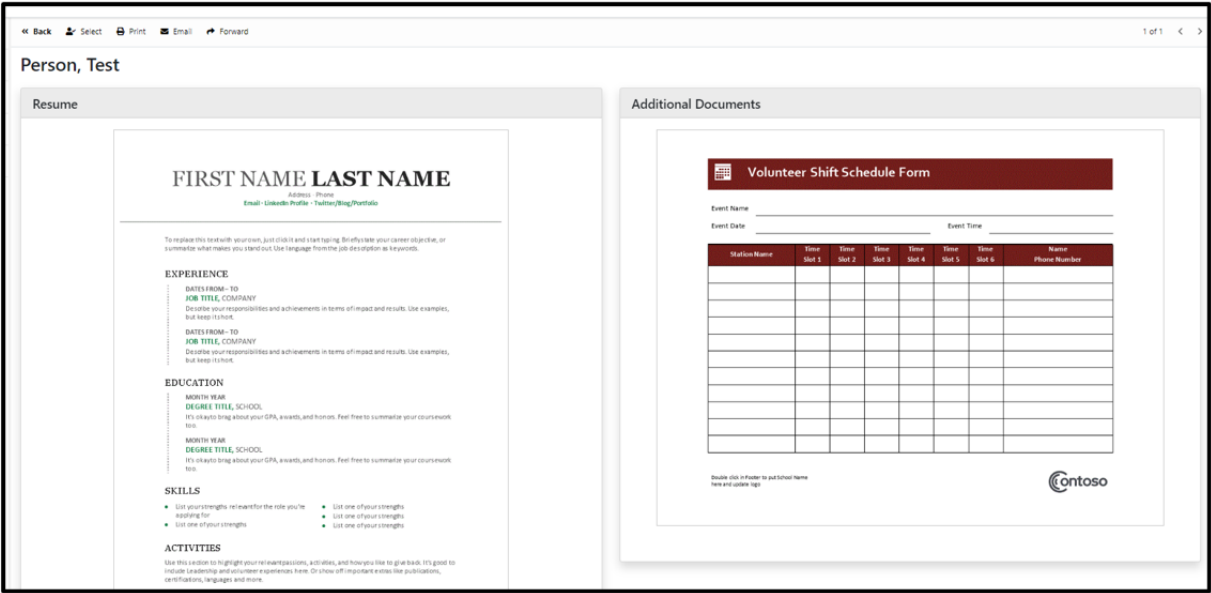 Back Select Print Email Forward 1 of 1
Person, Test
Resume
FIRST NAME LAST NAME
Address · Phone
Email · LinkedIn Profile · Twitter/Blog/Portfolio
To replace this text with your own, just click it and start typing. Briefly state your career objective, or
summarize what makes you stand out. Use language from the job description as keywords.
EXPERIENCE
DATES FROM – TO
JOB TITLE, COMPANY
Describe your responsibilities and achievements in terms of impact and results. Use examples,
but keep it short.
DATES FROM – TO
JOB TITLE, COMPANY
Describe your responsibilities and achievements in terms of impact and results. Use examples,
but keep it short.
EDUCATION
MONTH YEAR
DEGREE TITLE, SCHOOL
It's okay to brag about your GPA, awards, and honors. Feel free to summarize your coursework
too.
MONTH YEAR
DEGREE TITLE, SCHOOL
It's okay to brag about your GPA, awards, and honors. Feel free to summarize your coursework
too.
SKILLS
List your strengths relevant for the role you're
applying for
List one of your strengths
List one of your strengths
List one of your strengths
List one of your strengths
ACTIVITIES
Use this section to highlight your relevant passions, activities, and how you like to give back. It's good to
include Leadership and volunteer experiences here. Or show off important extras like publications,
certifications, languages and more.
Additional Documents
Volunteer Shift Schedule Form
Event Name
Event Date Event Time
Station Name Time Slot 1 Time Slot 2 Time Slot 3 Time Slot 4 Time Slot 5 Time Slot 6 Name Phone Number
Double click in Footer to put School Name
here and update logo
Contoso